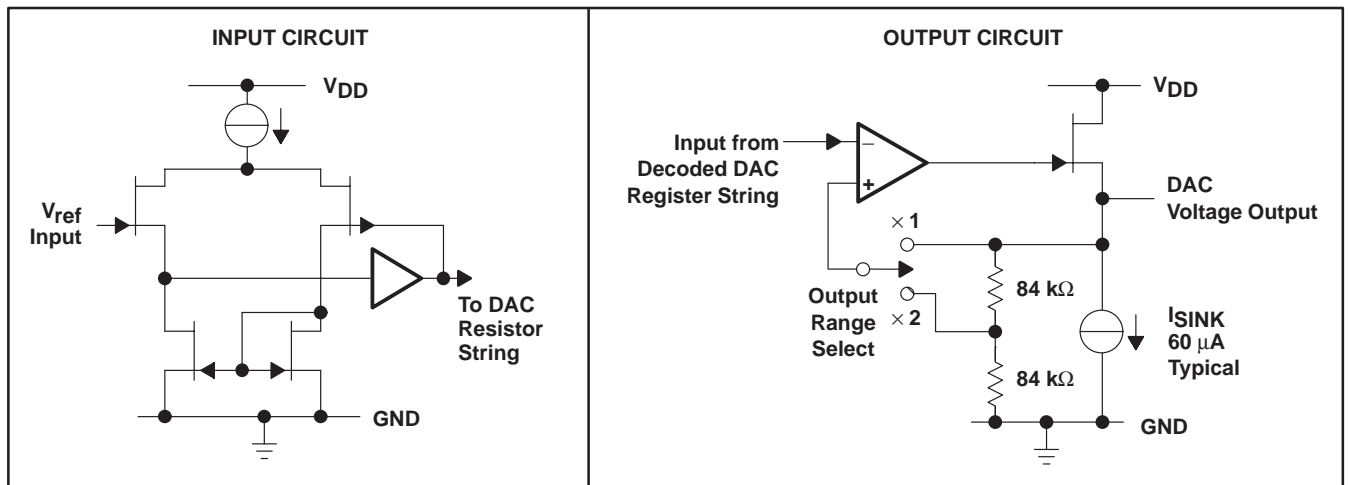 INPUT CIRCUIT
V_DD
V_ref
Input
To DAC
Resistor
String
GND
OUTPUT CIRCUIT
V_DD
Input from
Decoded DAC
Register String
−
+
DAC
Voltage Output
× 1
Output
Range
Select
× 2
84 kΩ
84 kΩ
I_SINK
60 μA
Typical
GND